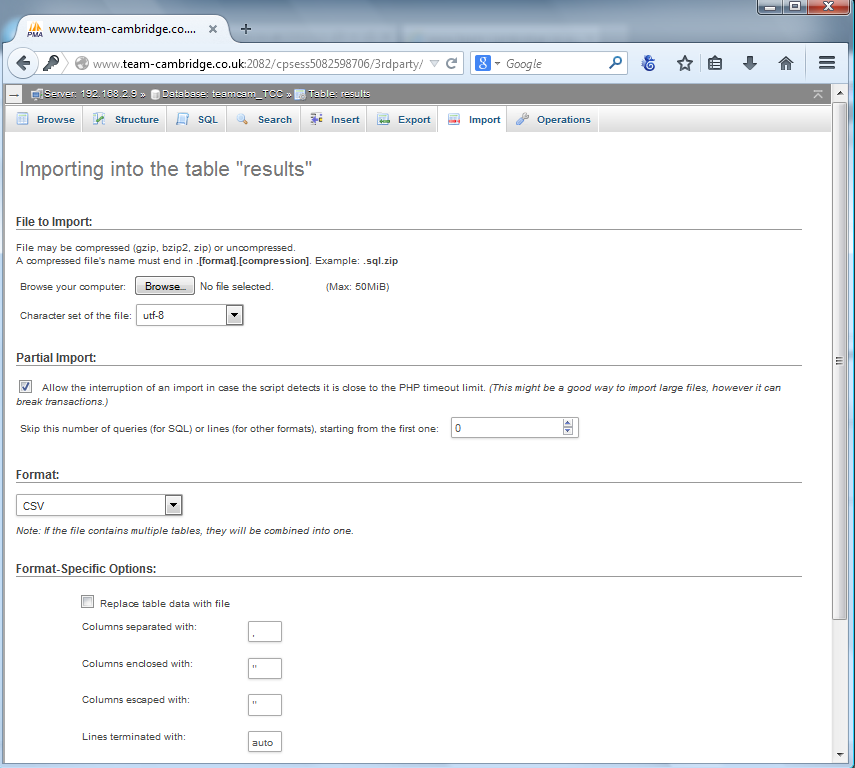 www.team-cambridge.co....
www.team-cambridge.co.uk:2082/cpsess5082598706/3rdparty/
Google
Server: 192.168.2.9 » Database: teamcam_TCC » Table: results
Browse Structure SQL Search Insert Export Import Operations
Importing into the table "results"
File to Import:
File may be compressed (gzip, bzip2, zip) or uncompressed.
A compressed file's name must end in .[format].[compression]. Example: .sql.zip
Browse your computer: Browse... No file selected. (Max: 50MiB)
Character set of the file: utf-8
Partial Import:
Allow the interruption of an import in case the script detects it is close to the PHP timeout limit. (This might be a good way to import large files, however it can
break transactions.)
Skip this number of queries (for SQL) or lines (for other formats), starting from the first one: 0
Format:
CSV
Note: If the file contains multiple tables, they will be combined into one.
Format-Specific Options:
Replace table data with file
Columns separated with: ,
Columns enclosed with: "
Columns escaped with: "
Lines terminated with: auto